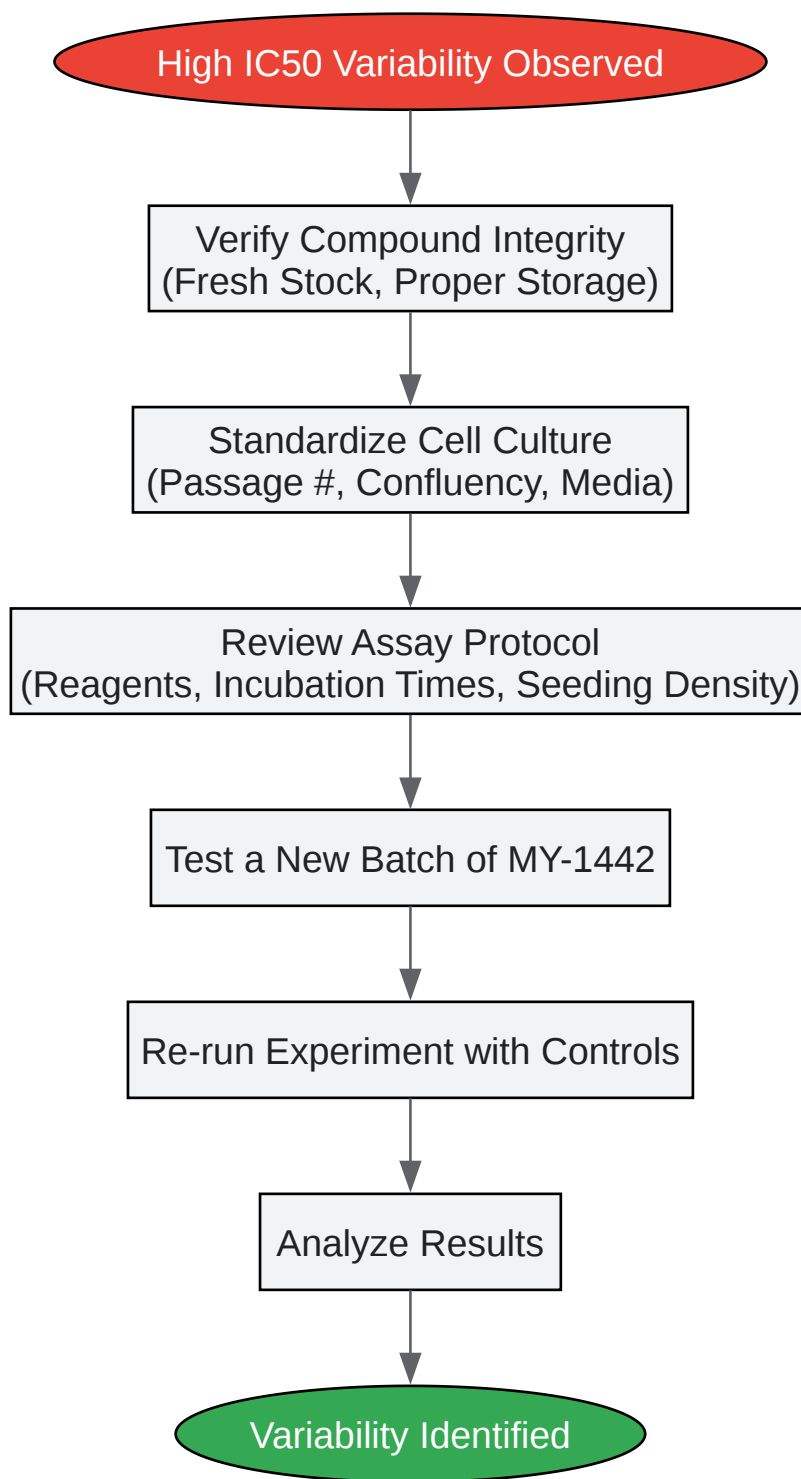 High IC50 Variability Observed
Verify Compound Integrity
(Fresh Stock, Proper Storage)
Standardize Cell Culture
(Passage #, Confluency, Media)
Review Assay Protocol
(Reagents, Incubation Times, Seeding Density)
Test a New Batch of MY-1442
Re-run Experiment with Controls
Analyze Results
Variability Identified